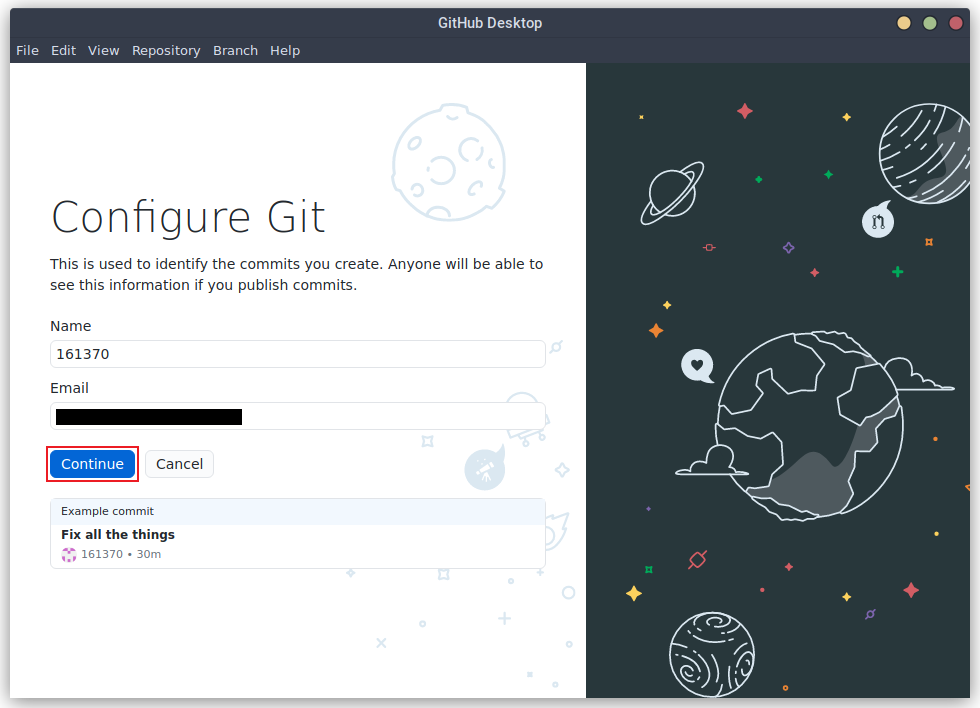 GitHub Desktop
File Edit View Repository Branch Help
Configure Git
This is used to identify the commits you create. Anyone will be able to
see this information if you publish commits.
Name
161370
Email
Continue Cancel
Example commit
Fix all the things
161370 • 30m